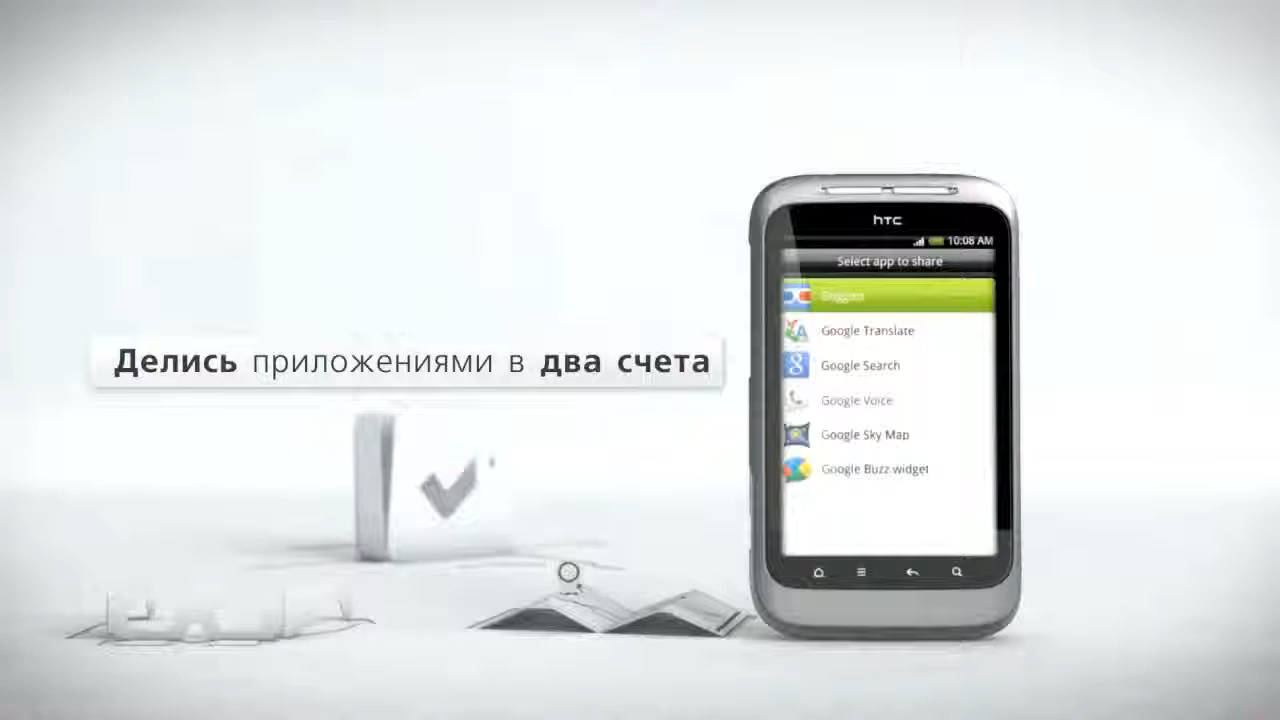 hTC
10:08 AM
Select app to share
Google Translate
Google Search
Google Voice
Делись приложениями в два счета
Google Sky Map
Google Buzz widget